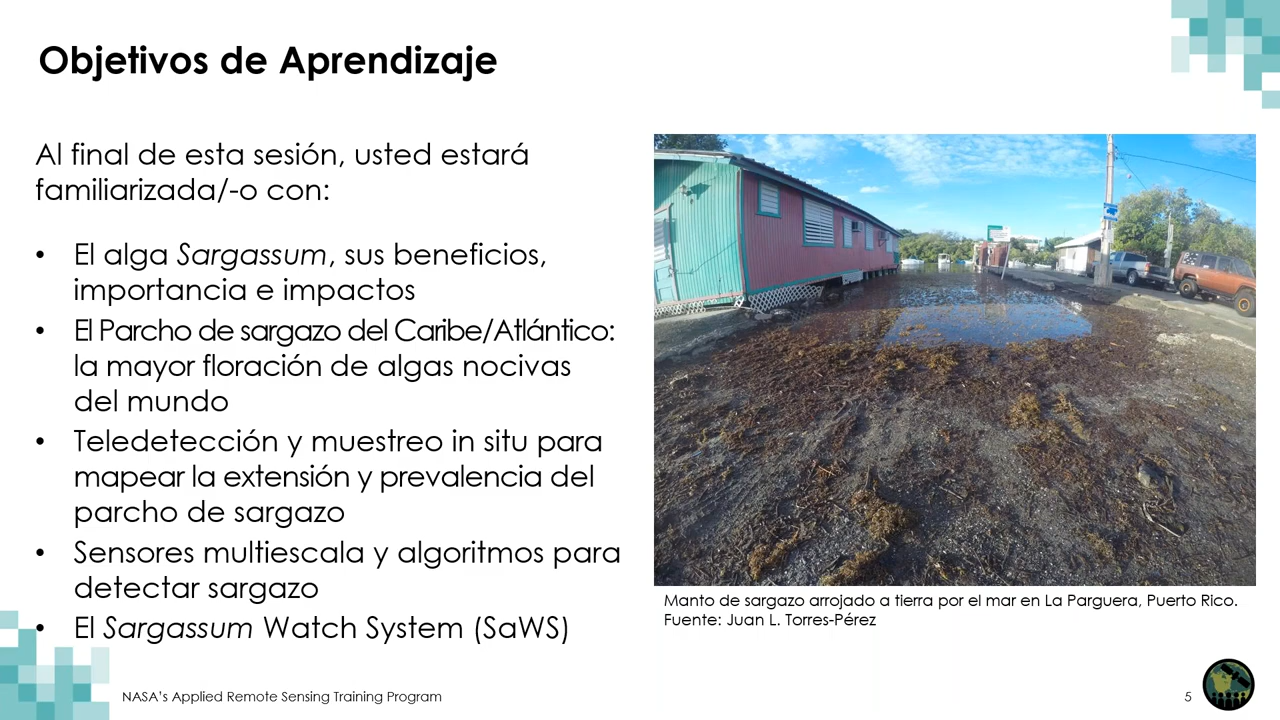 Objetivos de Aprendizaje
Al final de esta sesión, usted estará
familiarizada/-o con:
• El alga Sargassum, sus beneficios,
importancia e impactos
• El Parcho de sargazo del Caribe/Atlántico:
la mayor floración de algas nocivas
del mundo
• Teledetección y muestreo in situ para
mapear la extensión y prevalencia del
parcho de sargazo
• Sensores multiescala y algoritmos para
detectar sargazo
• El Sargassum Watch System (SaWS)
Manto de sargazo arrojado a tierra por el mar en La Parguera, Puerto Rico.
Fuente: Juan L. Torres-Pérez
NASA's Applied Remote Sensing Training Program
5